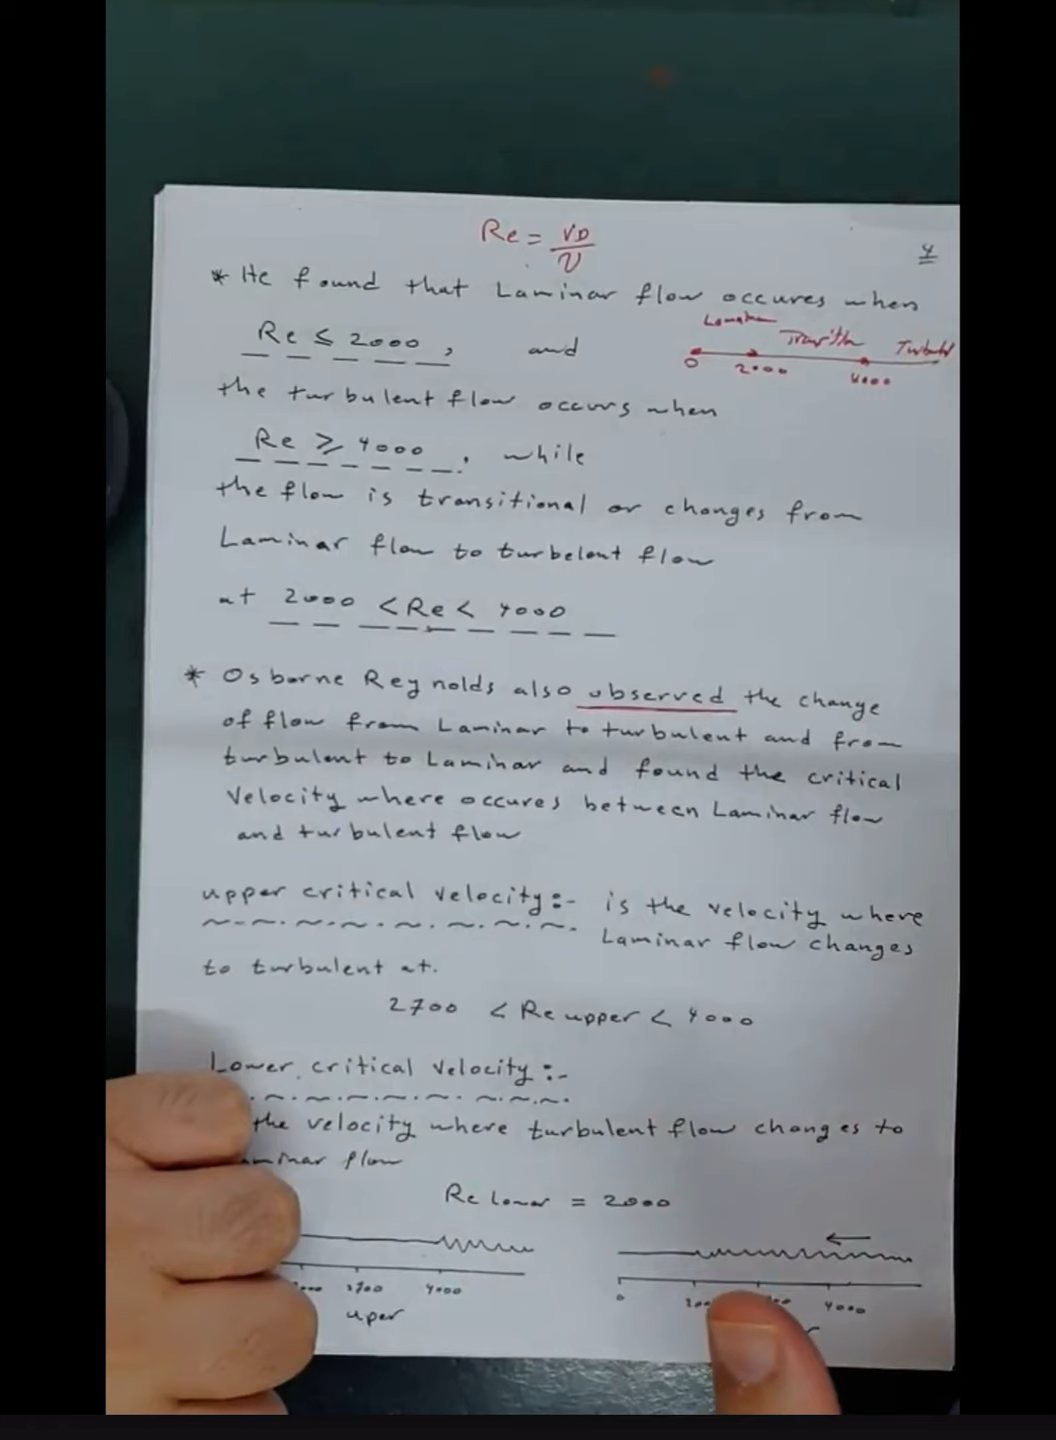 Re = VD / ν
4
* He found that Laminar flow occures when
Laminar Transition Turbulent
Re ≤ 2000 , and
0 2000 4000
the turbulent flow occurs when
Re ≥ 4000 . while
the flow is transitional or changes from
Laminar flow to turbelent flow
at 2000 < Re < 4000
* Osborne Reynolds also observed the change
of flow from Laminar to turbulent and from
turbulent to Laminar and found the critical
Velocity where occures between Laminar flow
and turbulent flow
upper critical velocity:- is the velocity where
Laminar flow changes
to turbulent at.
2700 < Re upper < 4000
Lower critical velocity :-
the velocity where turbulent flow changes to
flow
Re lower = 2000
2700 4000
0 4000
uper